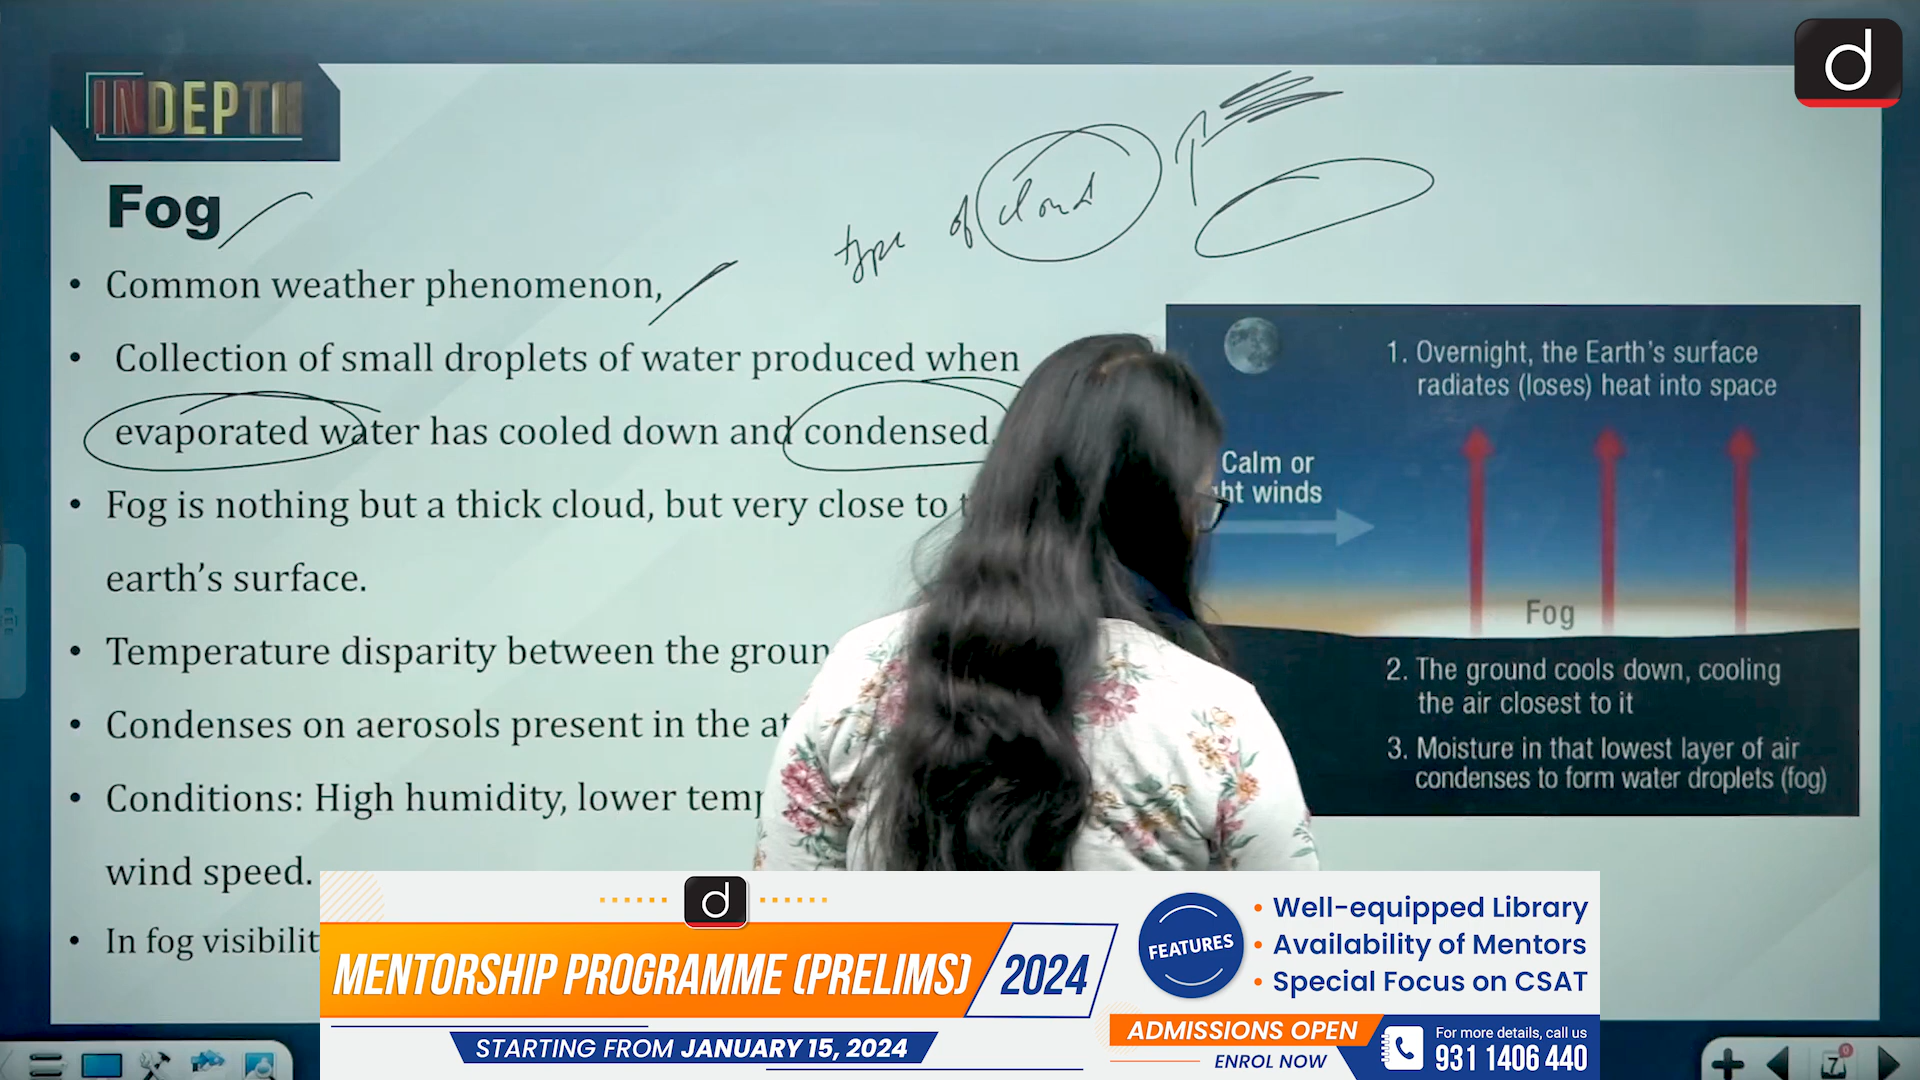 d
INDEPTH
type of cloud
Fog
• Common weather phenomenon,
• Collection of small droplets of water produced when
evaporated water has cooled down and condensed.
• Fog is nothing but a thick cloud, but very close to t
earth's surface.
• Temperature disparity between the groun
• Condenses on aerosols present in the at
• Conditions: High humidity, lower temp
wind speed.
• In fog visibilit
1. Overnight, the Earth's surface
radiates (loses) heat into space
Calm or
ht winds
Fog
2. The ground cools down, cooling
the air closest to it
3. Moisture in that lowest layer of air
condenses to form water droplets (fog)
d
MENTORSHIP PROGRAMME (PRELIMS) 2024
STARTING FROM JANUARY 15, 2024
FEATURES
• Well-equipped Library
• Availability of Mentors
• Special Focus on CSAT
ADMISSIONS OPEN
ENROL NOW
For more details, call us
931 1406 440
7
0